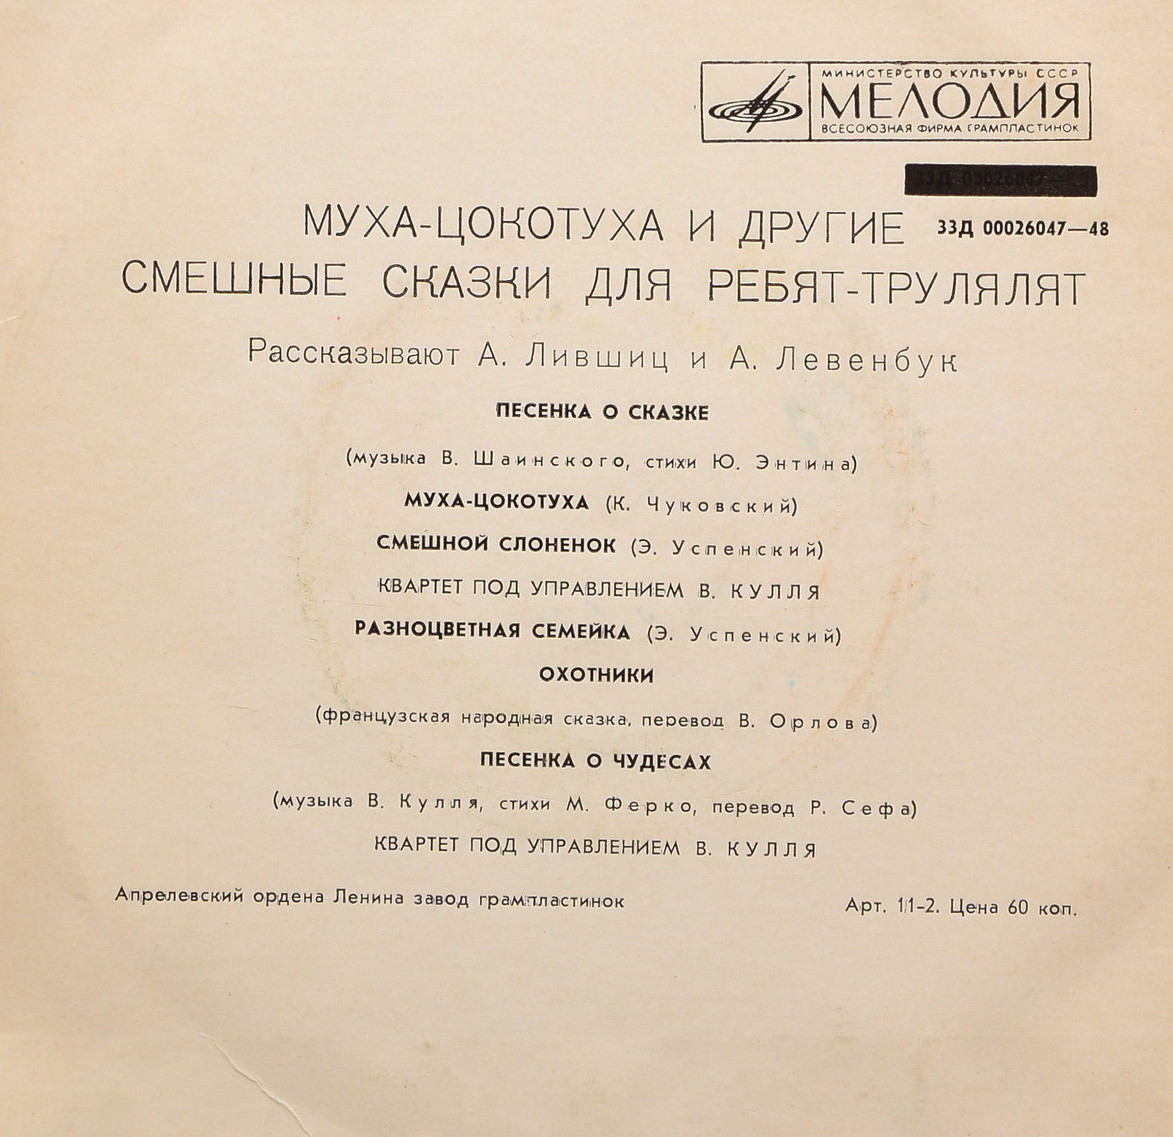 МИНИСТЕРСТВО КУЛЬТУРЫ СССР
МЕЛОДИЯ
ВСЕСОЮЗНАЯ ФИРМА ГРАМПЛАСТИНОК
МУХА-ЦОКОТУХА И ДРУГИЕ 33Д 00026047—48
СМЕШНЫЕ СКАЗКИ ДЛЯ РЕБЯТ-ТРУЛЯЛЯТ
Рассказывают А. Лившиц и А. Левенбук
ПЕСЕНКА О СКАЗКЕ
(музыка В. Шаинского, стихи Ю. Энтина)
МУХА-ЦОКОТУХА (К. Чуковский)
СМЕШНОЙ СЛОНЕНОК (Э. Успенский)
КВАРТЕТ ПОД УПРАВЛЕНИЕМ В. КУЛЛЯ
РАЗНОЦВЕТНАЯ СЕМЕЙКА (Э. Успенский)
ОХОТНИКИ
(французская народная сказка, перевод В. Орлова)
ПЕСЕНКА О ЧУДЕСАХ
(музыка В. Кулля, стихи М. Ферко, перевод Р. Сефа)
КВАРТЕТ ПОД УПРАВЛЕНИЕМ В. КУЛЛЯ
Апрелевский ордена Ленина завод грампластинок
Арт. 11-2. Цена 60 коп.